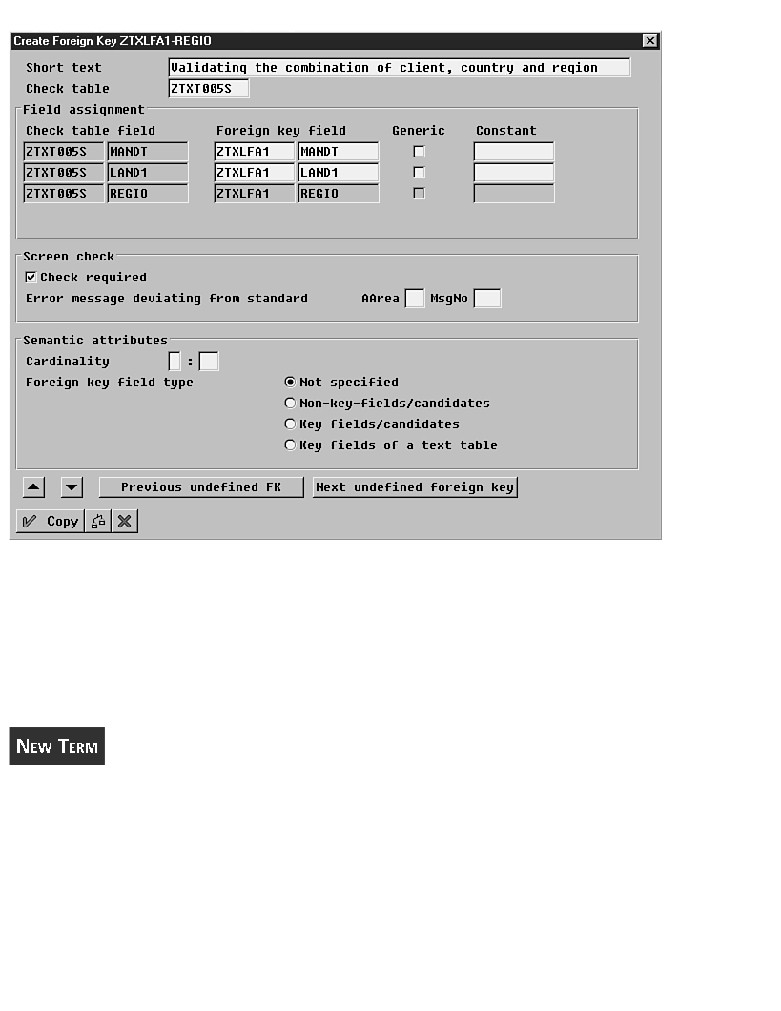 Create Foreign Key ZTXLFA1-REGIO
Short text Validating the combination of client, country and region
Check table ZTXT005S
Field assignment
Check table field Foreign key field Generic Constant
ZTXT005S MANDT ZTXLFA1 MANDT
ZTXT005S LAND1 ZTXLFA1 LAND1
ZTXT005S REGIO ZTXLFA1 REGIO
Screen check
Check required
Error message deviating from standard AArea MsgNo
Semantic attributes
Cardinality :
Foreign key field type Not specified
Non-key-fields/candidates
Key fields/candidates
Key fields of a text table
Previous undefined FK Next undefined foreign key
Copy
NEW TERM